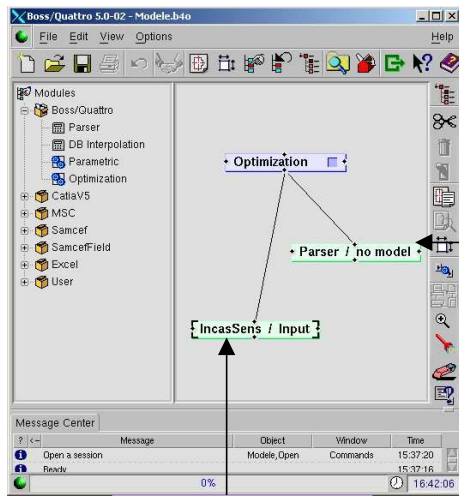 Boss/Quattro 5.0-02 - Modele.b4o
File Edit View Options Help
Modules
Boss/Quattro
Parser
DB Interpolation
Parametric
Optimization
CatiaV5
MSC
Samcef
SamcefField
Excel
User
Optimization
Parser / no model
IncasSens / Input
Message Center
? <- Message Object Window Time
Open a session Modele,Open Commands 15:37:20
Ready 15:37:16
0% 16:42:06